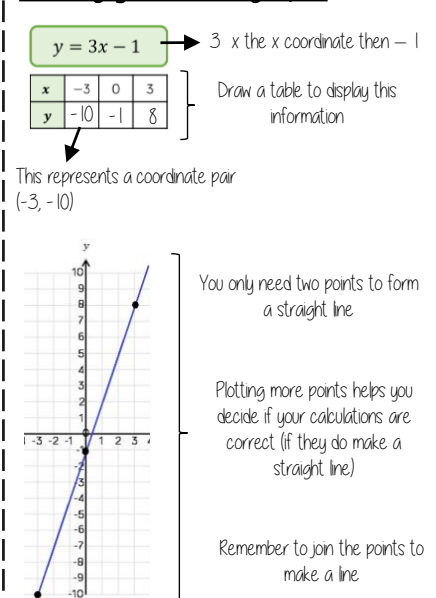 y = 3x − 1
3 x the x coordinate then – 1
x −3 0 3
y -10 -1 8
Draw a table to display this
information
This represents a coordinate pair
(-3, -10)
y
You only need two points to form
a straight line
Plotting more points helps you
decide if your calculations are
correct (if they do make a
straight line)
Remember to join the points to
make a line
10
9
8
7
6
5
4
3
2
1
0
-3 -2 -1 1 2 3
-1
-2
-3
-4
-5
-6
-7
-8
-9
-10